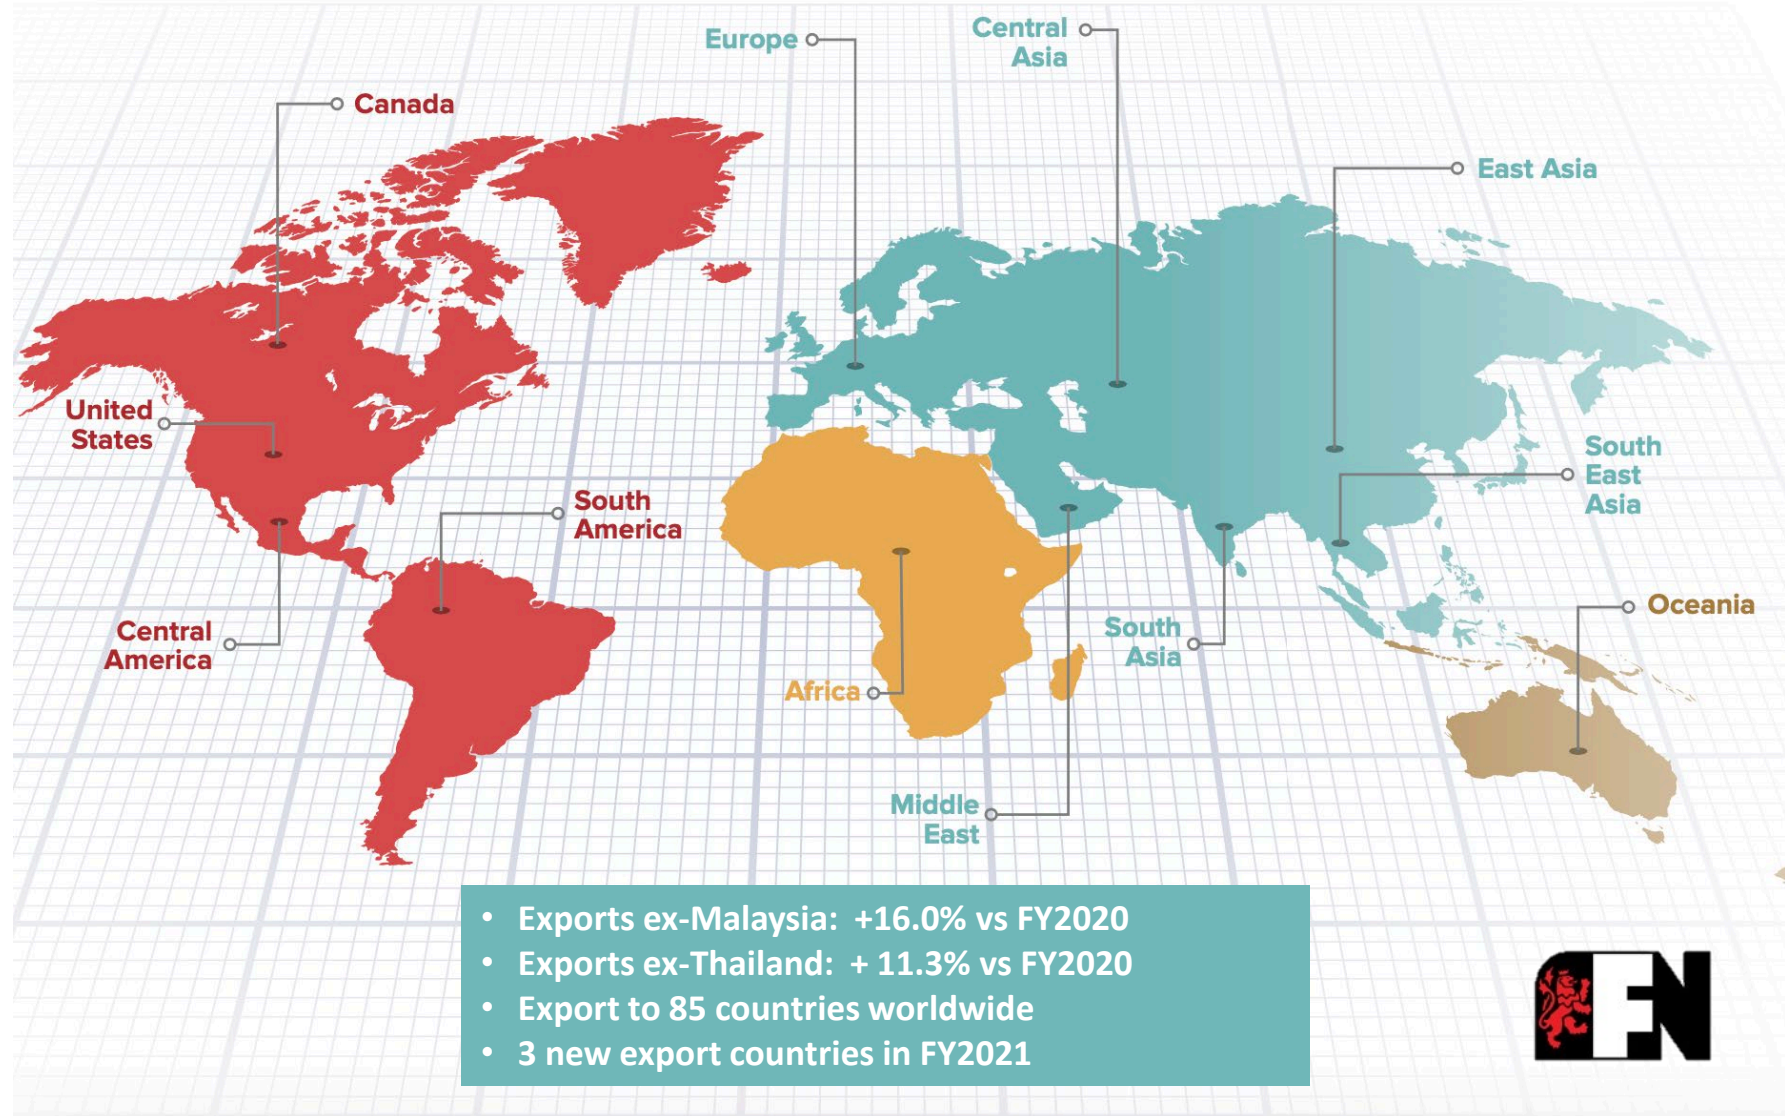 Europe
Central
Asia
Canada
East Asia
United
States
South
East
Asia
South
America
Oceania
Central
America
South
Asia
Africa
Middle
East
• Exports ex-Malaysia:  +16.0% vs FY2020
• Exports ex-Thailand:  + 11.3% vs FY2020
• Export to 85 countries worldwide
• 3 new export countries in FY2021
FN